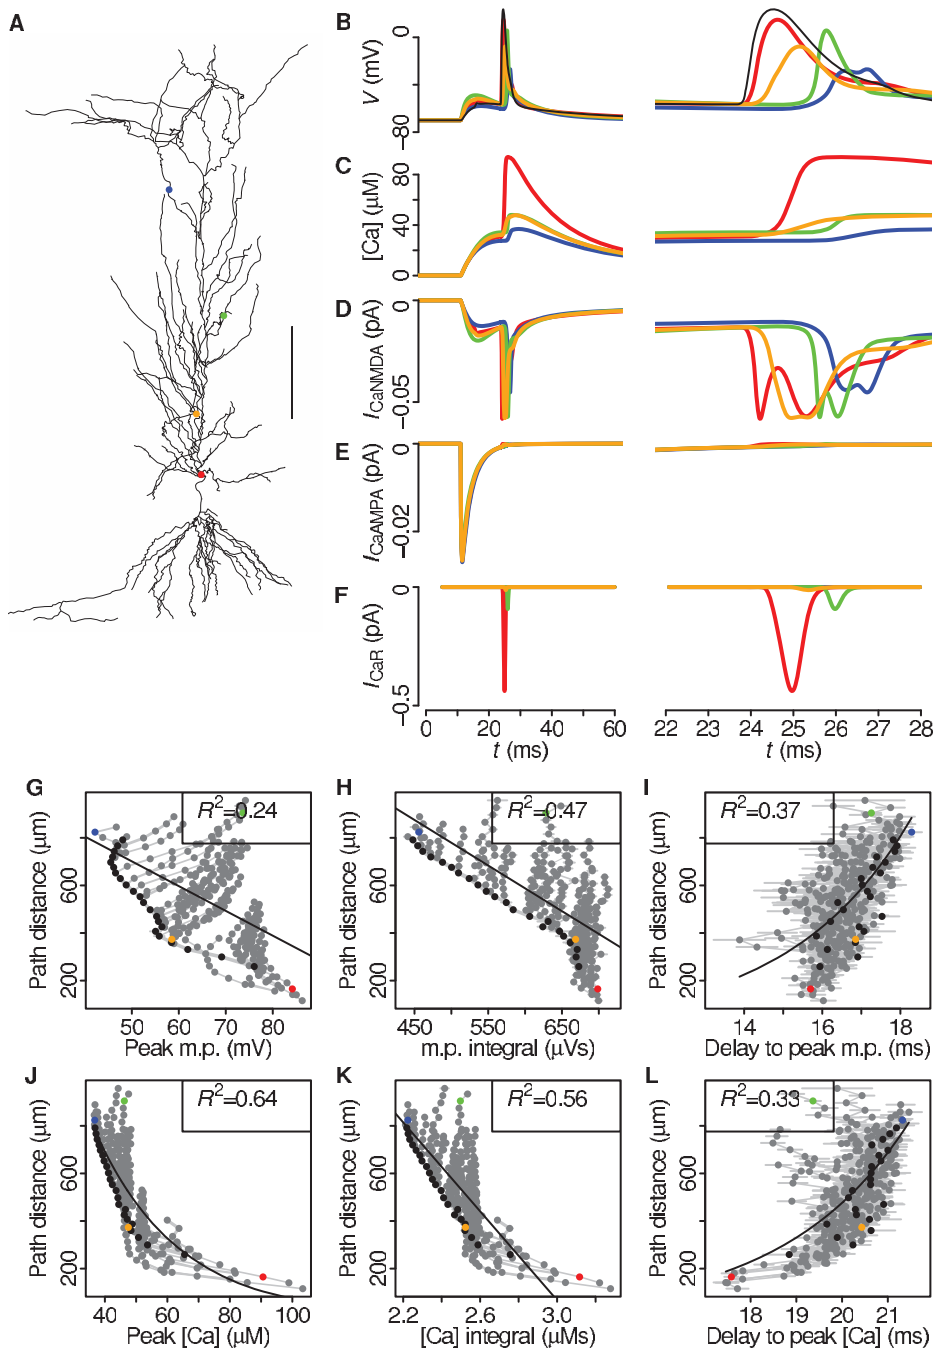 A
B
V (mV)
0
−80
C
[Ca] (μM)
80
40
0
D
I CaNMDA (pA)
0
−0.05
E
I CaAMPA (pA)
0
−0.02
F
I CaR (pA)
0
−0.5
0 20 40 60
t (ms)
22 23 24 25 26 27 28
t (ms)
G
R²=0.24
Path distance (μm)
600
200
50 60 70 80
Peak m.p. (mV)
H
R²=0.47
Path distance (μm)
600
200
450 550 650
m.p. integral (μVs)
I
R²=0.37
Path distance (μm)
600
200
14 16 18
Delay to peak m.p. (ms)
J
R²=0.64
Path distance (μm)
600
200
40 60 80 100
Peak [Ca] (μM)
K
R²=0.56
Path distance (μm)
600
200
2.2 2.6 3.0
[Ca] integral (μMs)
L
R²=0.33
Path distance (μm)
600
200
18 19 20 21
Delay to peak [Ca] (ms)